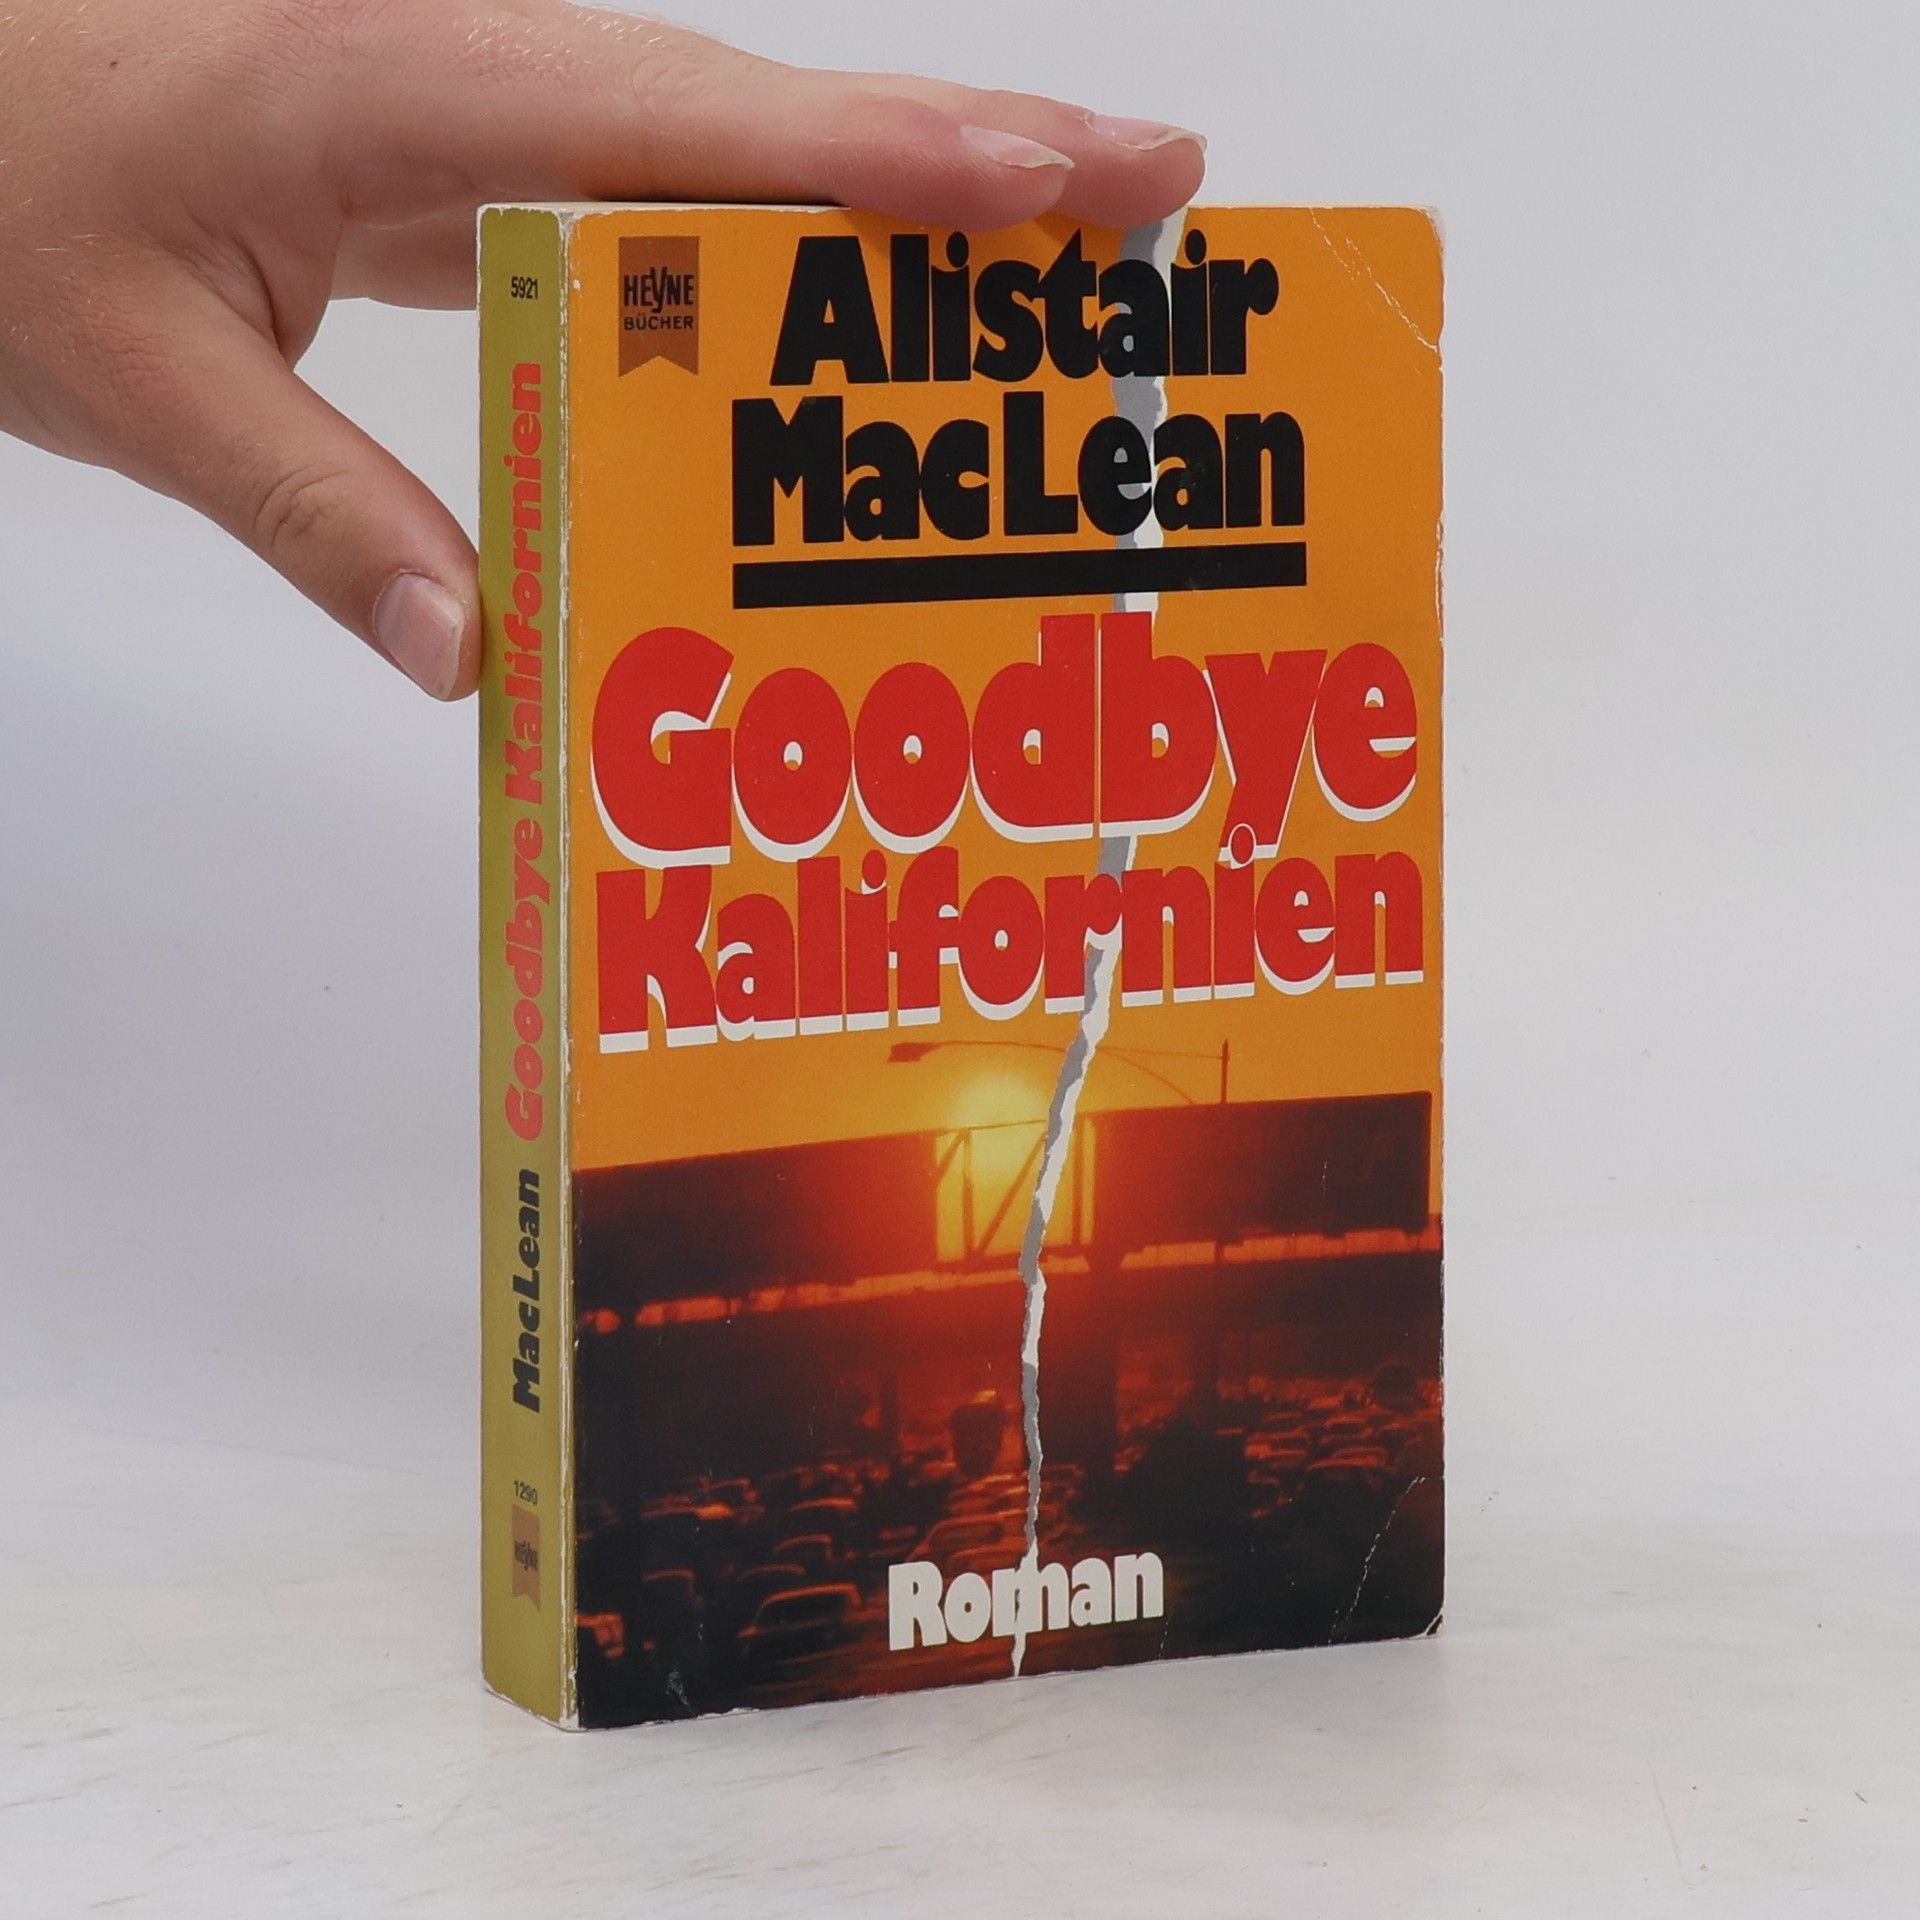 5921
Goodbye Kalifornien
MacLean
1290
HEYNE
HEYNE
BÜCHER
Alistair
MacLean
Goodbye
Kalifornien
Roman